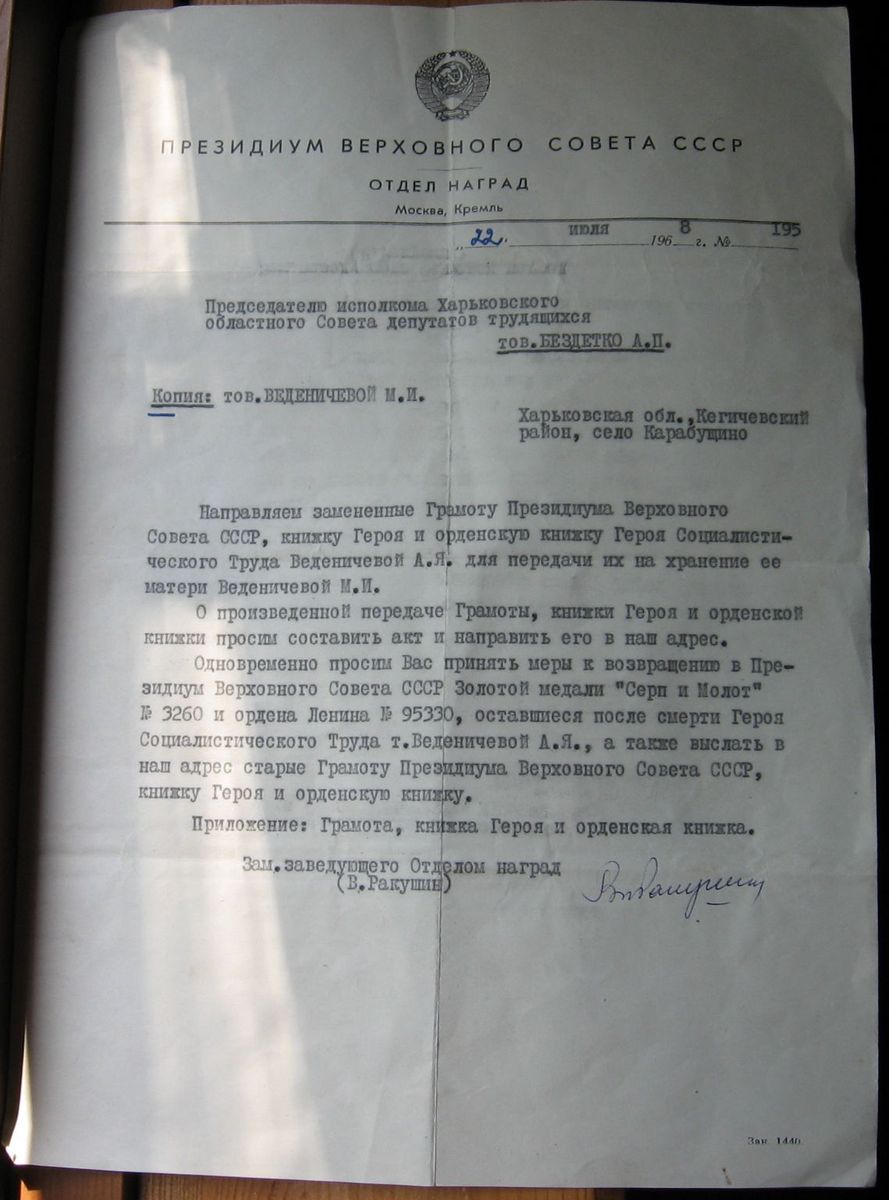 ПРЕЗИДИУМ ВЕРХОВНОГО СОВЕТА СССР
ОТДЕЛ НАГРАД
Москва, Кремль
„22" июля 1968 г. № 195
Председателю исполкома Харьковского
областного Совета депутатов трудящихся
тов.БЕЗДЕТКО А.П.
Копия: тов.ВЕДЕНИЧЕВОЙ М.И.
Харьковская обл.,Кегичевский
район, село Карабущино
Направляем замененные Грамоту Президиума Верховного
Совета СССР, книжку Героя и орденскую книжку Героя Социалисти-
ческого Труда Веденичевой А.Я. для передачи их на хранение ее
матери Веденичевой М.И.
О произведенной передаче Грамоты, книжки Героя и орденской
книжки просим составить акт и направить его в наш адрес.
Одновременно просим Вас принять меры к возвращению в Пре-
зидиум Верховного Совета СССР Золотой медали "Серп и Молот"
№ 3260 и ордена Ленина № 95330, оставшиеся после смерти Героя
Социалистического Труда т.Веденичевой А.Я., а также выслать в
наш адрес старые Грамоту Президиума Верховного Совета СССР,
книжку Героя и орденскую книжку.
Приложение: Грамота, книжка Героя и орденская книжка.
Зам.заведующего Отделом наград
(В.Ракушин)
Зак. 1440.